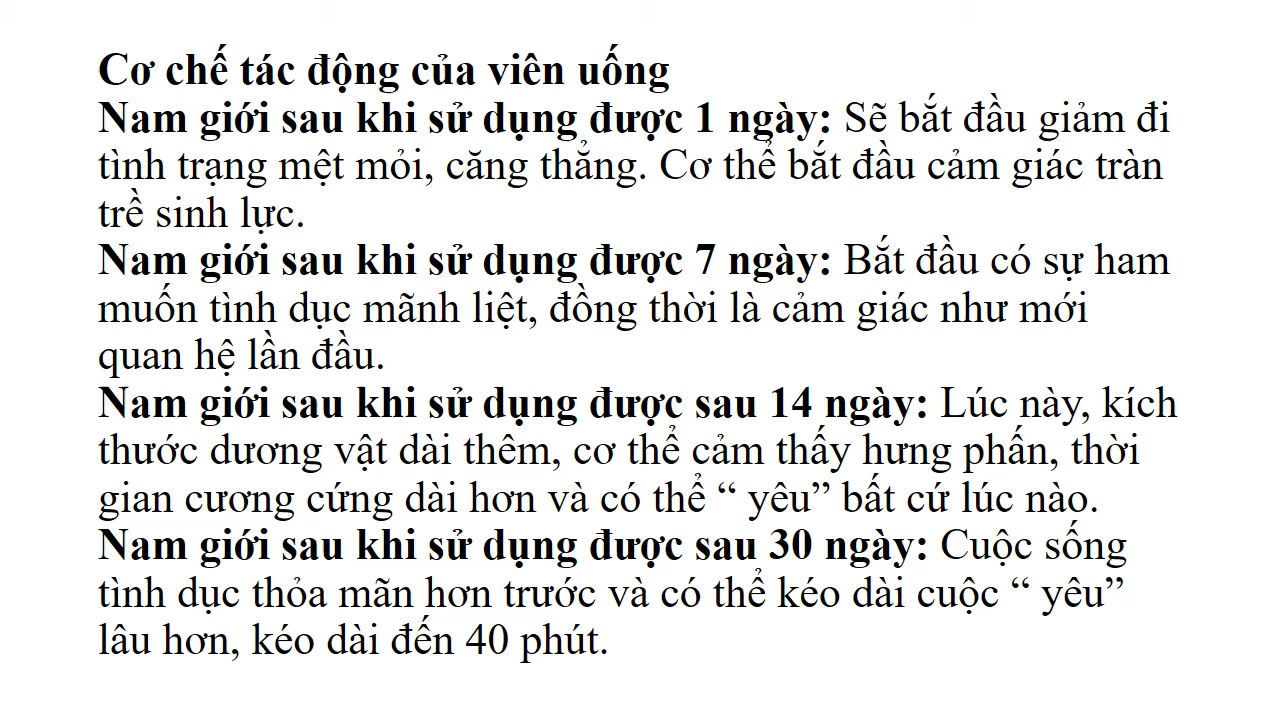 Cơ chế tác động của viên uống
Nam giới sau khi sử dụng được 1 ngày: Sẽ bắt đầu giảm đi
tình trạng mệt mỏi, căng thẳng. Cơ thể bắt đầu cảm giác tràn
trề sinh lực.
Nam giới sau khi sử dụng được 7 ngày: Bắt đầu có sự ham
muốn tình dục mãnh liệt, đồng thời là cảm giác như mới
quan hệ lần đầu.
Nam giới sau khi sử dụng được sau 14 ngày: Lúc này, kích
thước dương vật dài thêm, cơ thể cảm thấy hưng phấn, thời
gian cương cứng dài hơn và có thể “ yêu” bất cứ lúc nào.
Nam giới sau khi sử dụng được sau 30 ngày: Cuộc sống
tình dục thỏa mãn hơn trước và có thể kéo dài cuộc “ yêu”
lâu hơn, kéo dài đến 40 phút.